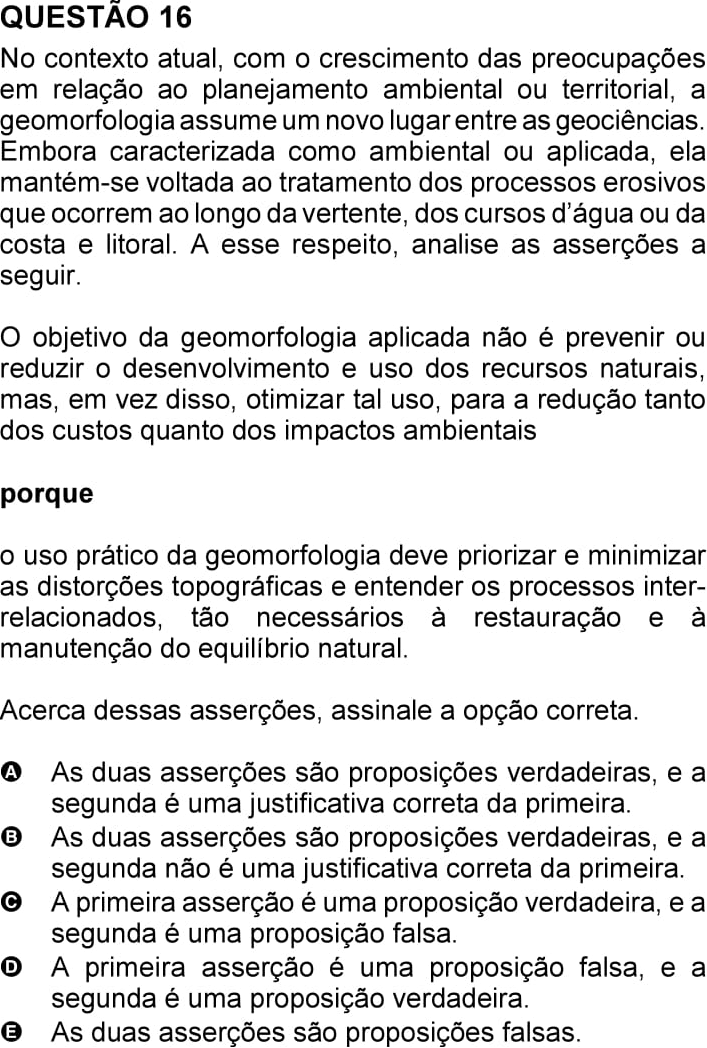 QUESTÃO 16
No contexto atual, com o crescimento das preocupações
em relação ao planejamento ambiental ou territorial, a
geomorfologia assume um novo lugar entre as geociências.
Embora caracterizada como ambiental ou aplicada, ela
mantém-se voltada ao tratamento dos processos erosivos
que ocorrem ao longo da vertente, dos cursos d’água ou da
costa e litoral. A esse respeito, analise as asserções a
seguir.
O objetivo da geomorfologia aplicada não é prevenir ou
reduzir o desenvolvimento e uso dos recursos naturais,
mas, em vez disso, otimizar tal uso, para a redução tanto
dos custos quanto dos impactos ambientais
porque
o uso prático da geomorfologia deve priorizar e minimizar
as distorções topográficas e entender os processos inter-
relacionados, tão necessários à restauração e à
manutenção do equilíbrio natural.
Acerca dessas asserções, assinale a opção correta.
A As duas asserções são proposições verdadeiras, e a
segunda é uma justificativa correta da primeira.
B As duas asserções são proposições verdadeiras, e a
segunda não é uma justificativa correta da primeira.
C A primeira asserção é uma proposição verdadeira, e a
segunda é uma proposição falsa.
D A primeira asserção é uma proposição falsa, e a
segunda é uma proposição verdadeira.
E As duas asserções são proposições falsas.